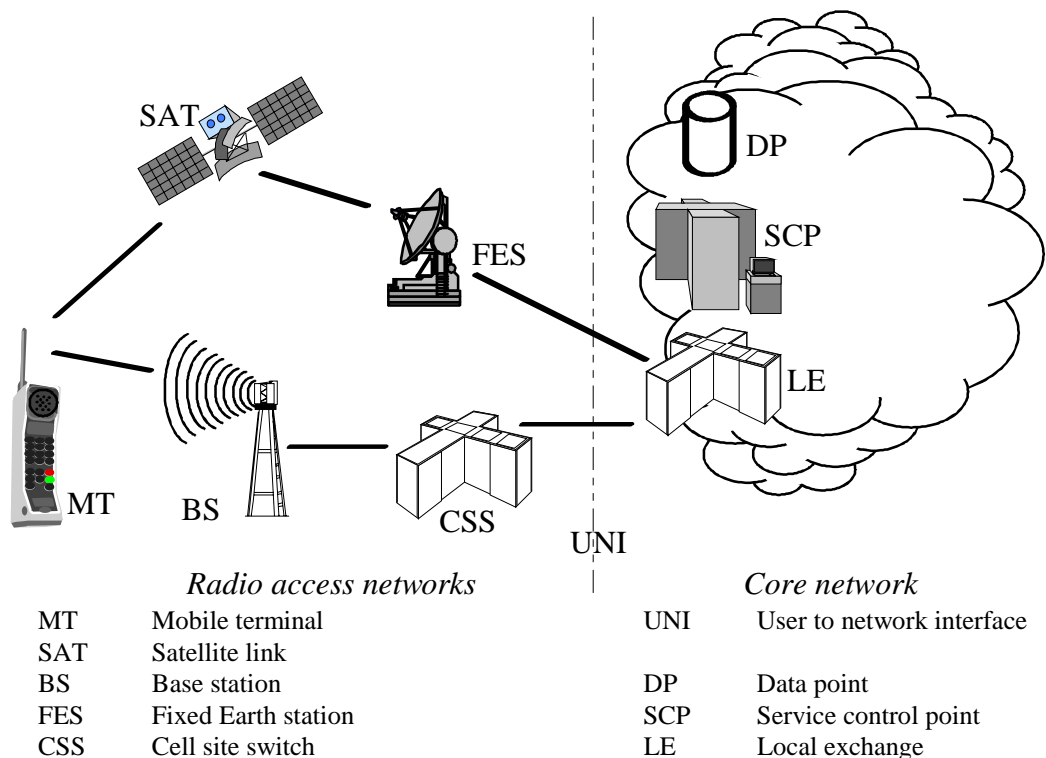 SAT
DP
SCP
FES
LE
MT
BS
CSS
UNI
Radio access networks
Core network
MT Mobile terminal
UNI User to network interface
SAT Satellite link
BS Base station
DP Data point
FES Fixed Earth station
SCP Service control point
CSS Cell site switch
LE Local exchange